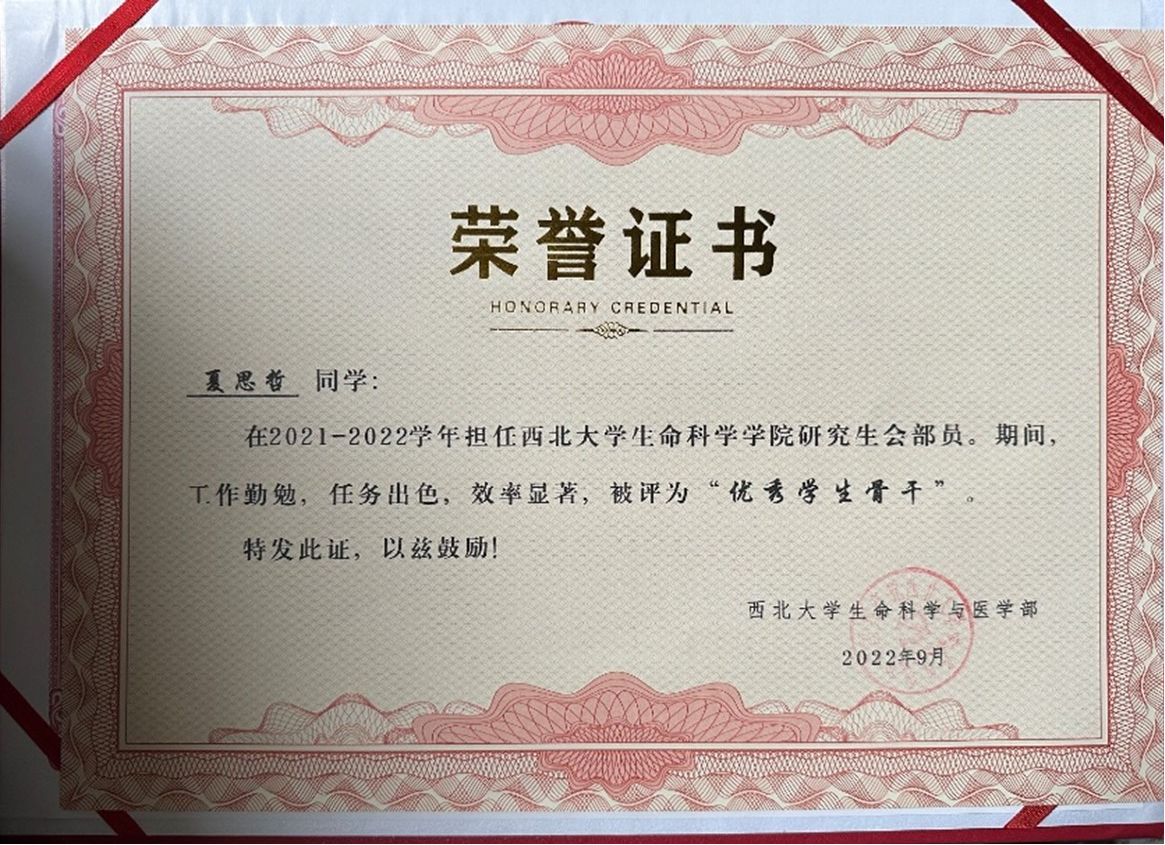 荣誉证书
HONORARY CREDENTIAL
夏思哲 同学：
在2021-2022学年担任西北大学生命科学学院研究生会部员。期间，
工作勤勉，任务出色，效率显著，被评为“优秀学生骨干”。
特发此证，以兹鼓励！
西北大学生命科学与医学部
2022年9月